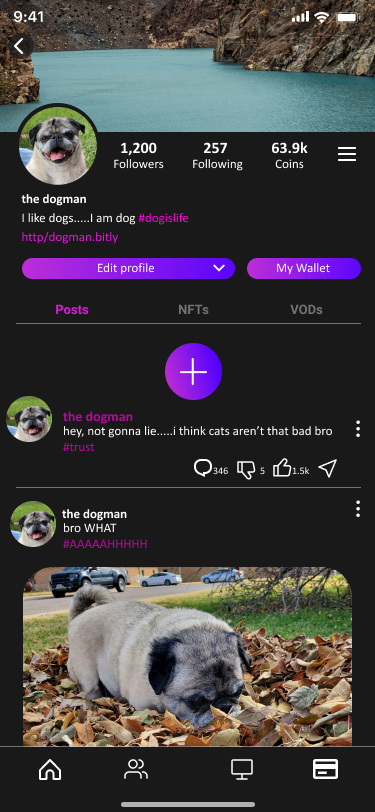 9:41
1,200 257 63.9k
Followers Following Coins
the dogman
I like dogs.....I am dog #dogislife
http/dogman.bitly
Edit profile My Wallet
Posts NFTs VODs
the dogman
hey, not gonna lie.....i think cats aren't that bad bro
#trust
346 5 1.5k
the dogman
bro WHAT
#AAAAAHHHHH